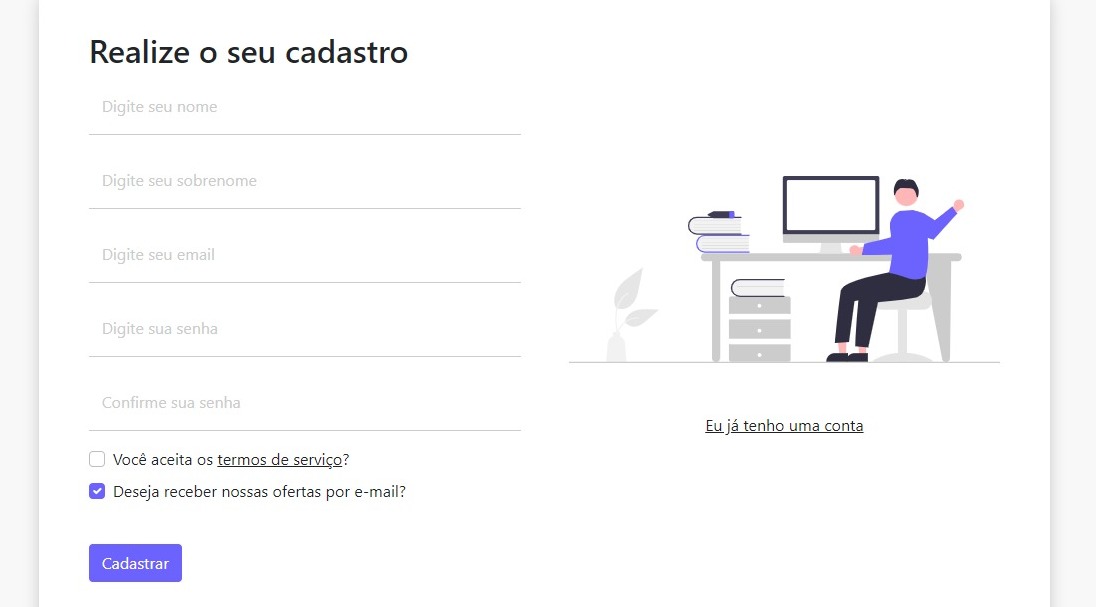 Realize o seu cadastro
Digite seu nome
Digite seu sobrenome
Digite seu email
Digite sua senha
Confirme sua senha
Você aceita os termos de serviço?
Deseja receber nossas ofertas por e-mail?
Cadastrar
Eu já tenho uma conta